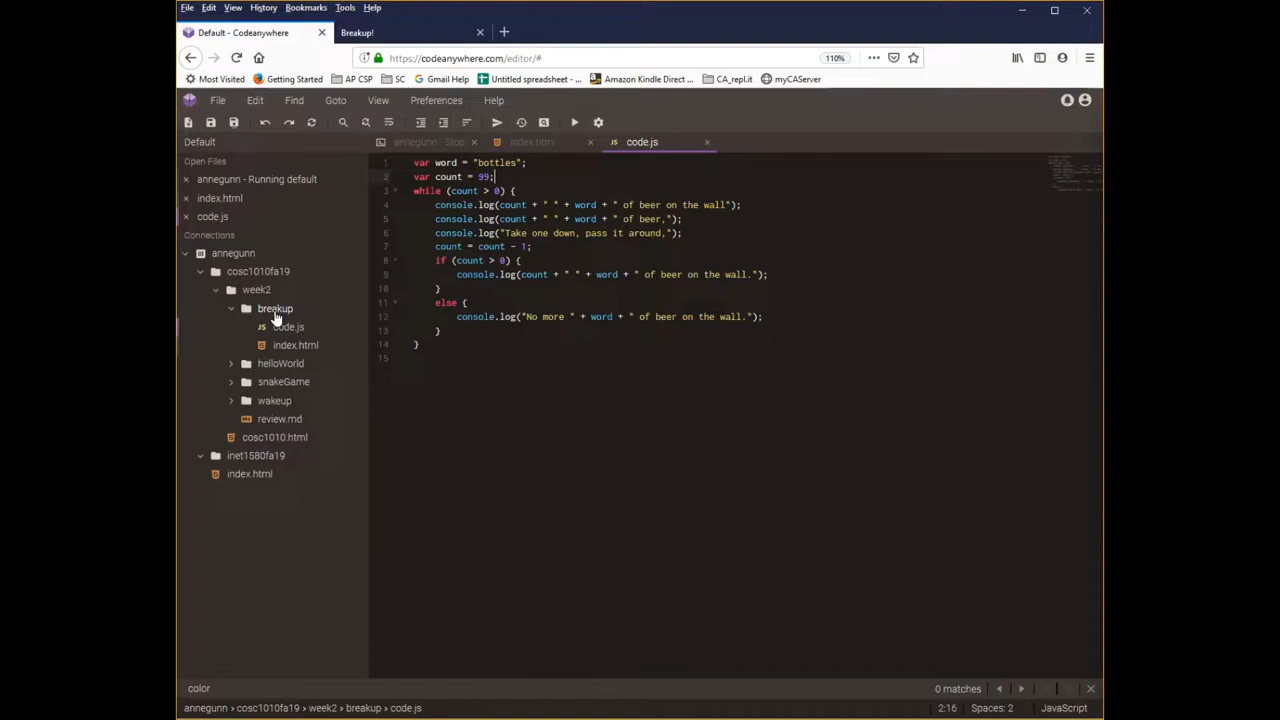 File Edit View History Bookmarks Tools Help
Default - Codeanywhere
Breakup!
https://codeanywhere.com/editor/#
110%
Most Visited Getting Started AP CSP SC Gmail Help Untitled spreadsheet - ... Amazon Kindle Direct ... CA_repl.it myCAServer
File Edit Find Goto View Preferences Help
Default
annegunn - Stop index.html code.js
Open Files
annegunn - Running default
index.html
code.js
Connections
annegunn
cosc1010fa19
week2
breakup
code.js
index.html
helloWorld
snakeGame
wakeup
review.md
cosc1010.html
inet1580fa19
index.html
1 var word = "bottles";
2 var count = 99;
3 while (count > 0) {
4 console.log(count + " " + word + " of beer on the wall");
5 console.log(count + " " + word + " of beer,");
6 console.log("Take one down, pass it around,");
7 count = count - 1;
8 if (count > 0) {
9 console.log(count + " " + word + " of beer on the wall.");
10 }
11 else {
12 console.log("No more " + word + " of beer on the wall.");
13 }
14 }
15
color
0 matches
annegunn > cosc1010fa19 > week2 > breakup > code.js
2:16 Spaces: 2 JavaScript